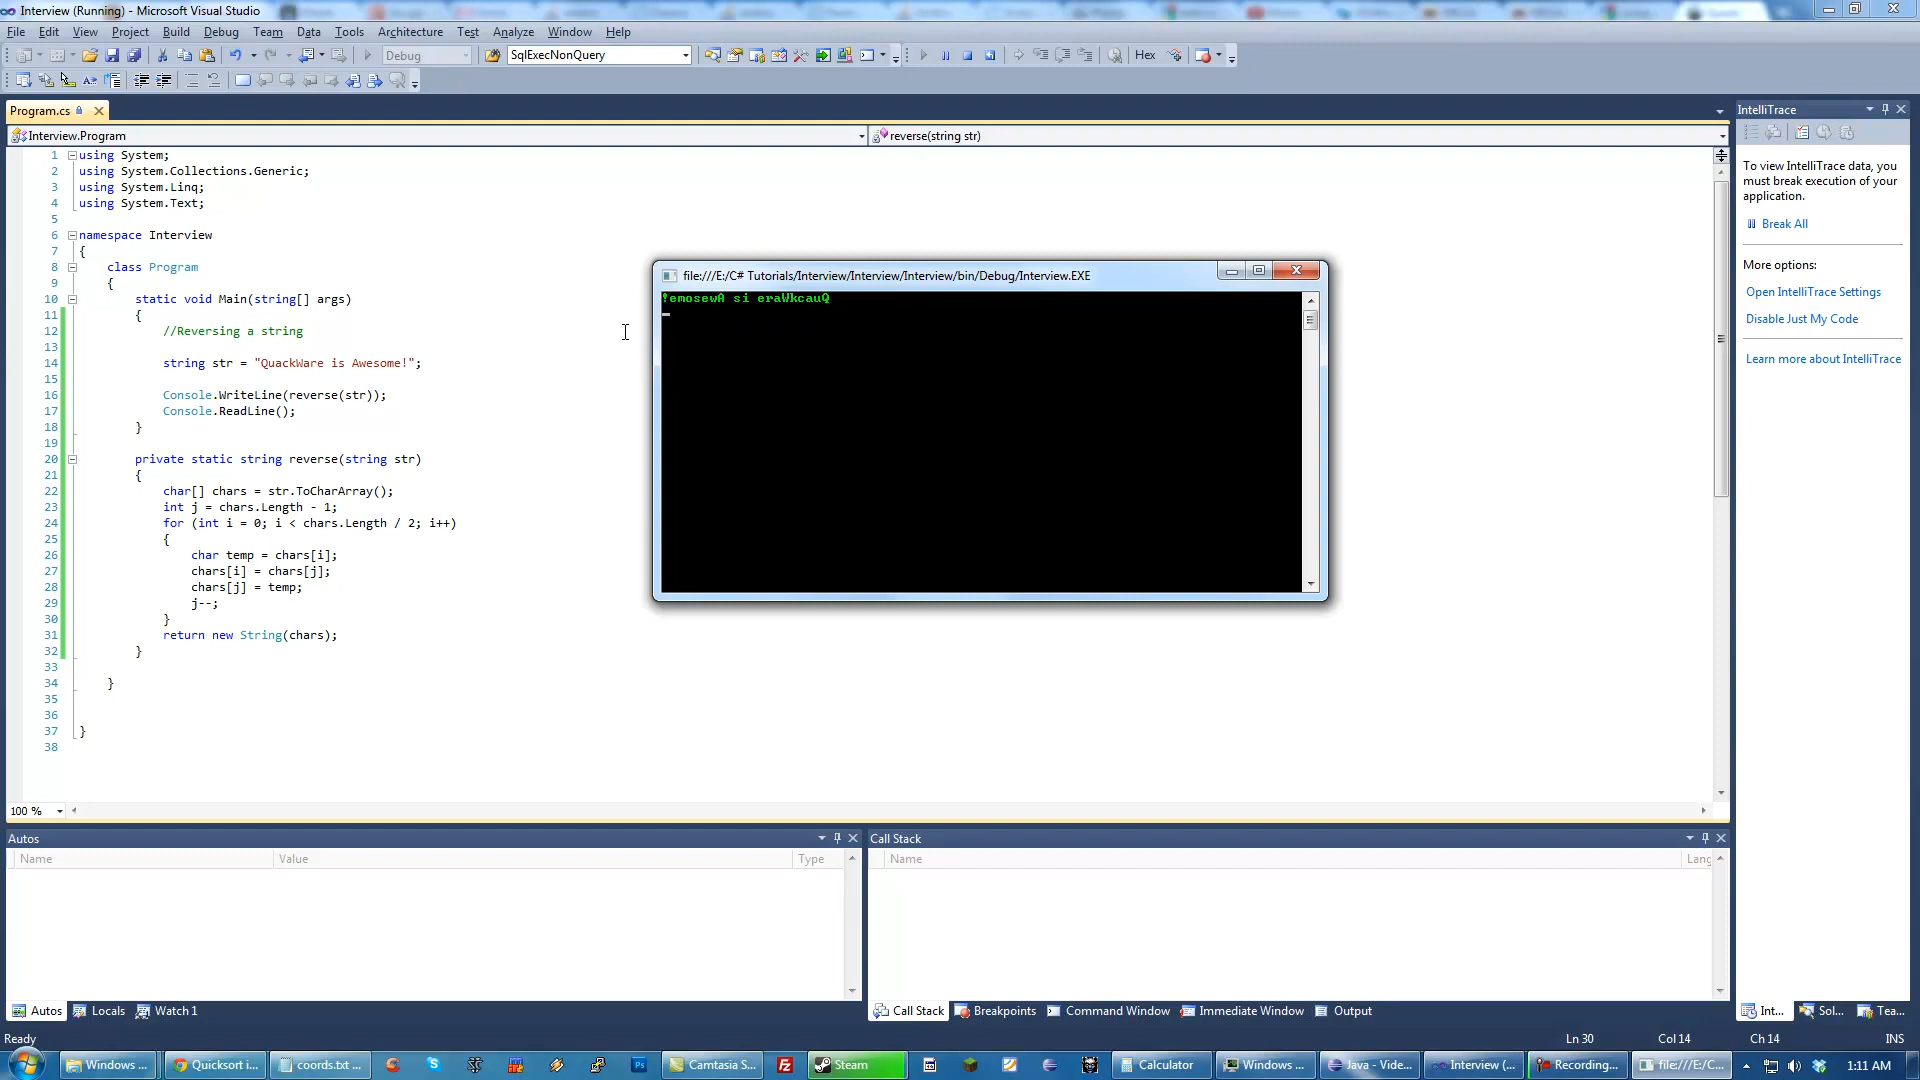 Interview (Running) - Microsoft Visual Studio
File Edit View Project Build Debug Team Data Tools Architecture Test Analyze Window Help
Debug SqlExecNonQuery Hex
Program.cs
Interview.Program reverse(string str)
1 using System;
2 using System.Collections.Generic;
3 using System.Linq;
4 using System.Text;
5
6 namespace Interview
7 {
8 class Program
9 {
10 static void Main(string[] args)
11 {
12 //Reversing a string
13
14 string str = "QuackWare is Awesome!";
15
16 Console.WriteLine(reverse(str));
17 Console.ReadLine();
18 }
19
20 private static string reverse(string str)
21 {
22 char[] chars = str.ToCharArray();
23 int j = chars.Length - 1;
24 for (int i = 0; i < chars.Length / 2; i++)
25 {
26 char temp = chars[i];
27 chars[i] = chars[j];
28 chars[j] = temp;
29 j--;
30 }
31 return new String(chars);
32 }
33
34 }
35
36
37 }
38
100 %
file:///E:/C# Tutorials/Interview/Interview/Interview/bin/Debug/Interview.EXE
!emosewA si eraWkcauQ
IntelliTrace
To view IntelliTrace data, you
must break execution of your
application.
Break All
More options:
Open IntelliTrace Settings
Disable Just My Code
Learn more about IntelliTrace
Autos
Name Value Type
Call Stack
Name Lang
Autos Locals Watch 1
Call Stack Breakpoints Command Window Immediate Window Output
Int... Sol... Tea...
Ready Ln 30 Col 14 Ch 14 INS
Windows ... Quicksort i... coords.txt ... Camtasia S... Steam Calculator Windows ... Java - Vide... Interview (... Recording... file:///E:/C... 1:11 AM